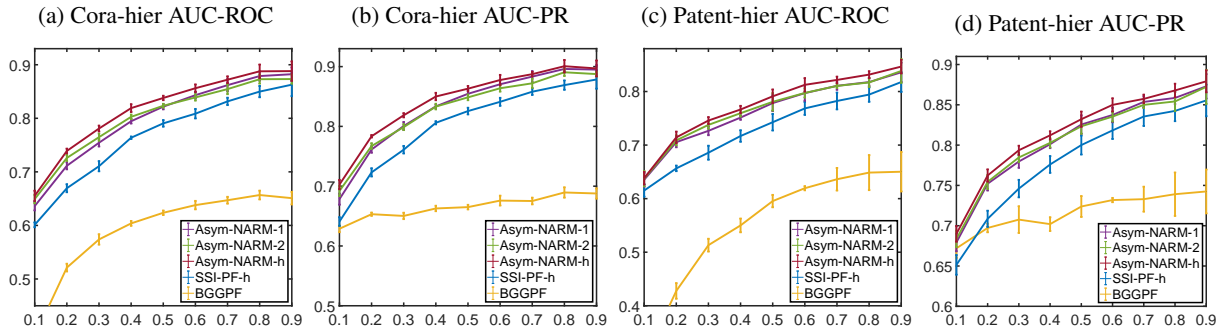 (a) Cora-hier AUC-ROC
0.9
0.8
0.7
0.6
0.5
Asym-NARM-1
Asym-NARM-2
Asym-NARM-h
SSI-PF-h
BGGPF
0.1 0.2 0.3 0.4 0.5 0.6 0.7 0.8 0.9
(b) Cora-hier AUC-PR
0.9
0.8
0.7
0.6
0.5
Asym-NARM-1
Asym-NARM-2
Asym-NARM-h
SSI-PF-h
BGGPF
0.1 0.2 0.3 0.4 0.5 0.6 0.7 0.8 0.9
(c) Patent-hier AUC-ROC
0.8
0.7
0.6
0.5
0.4
Asym-NARM-1
Asym-NARM-2
Asym-NARM-h
SSI-PF-h
BGGPF
0.1 0.2 0.3 0.4 0.5 0.6 0.7 0.8 0.9
(d) Patent-hier AUC-PR
0.9
0.85
0.8
0.75
0.7
0.65
0.6
Asym-NARM-1
Asym-NARM-2
Asym-NARM-h
SSI-PF-h
BGGPF
0.1 0.2 0.3 0.4 0.5 0.6 0.7 0.8 0.9